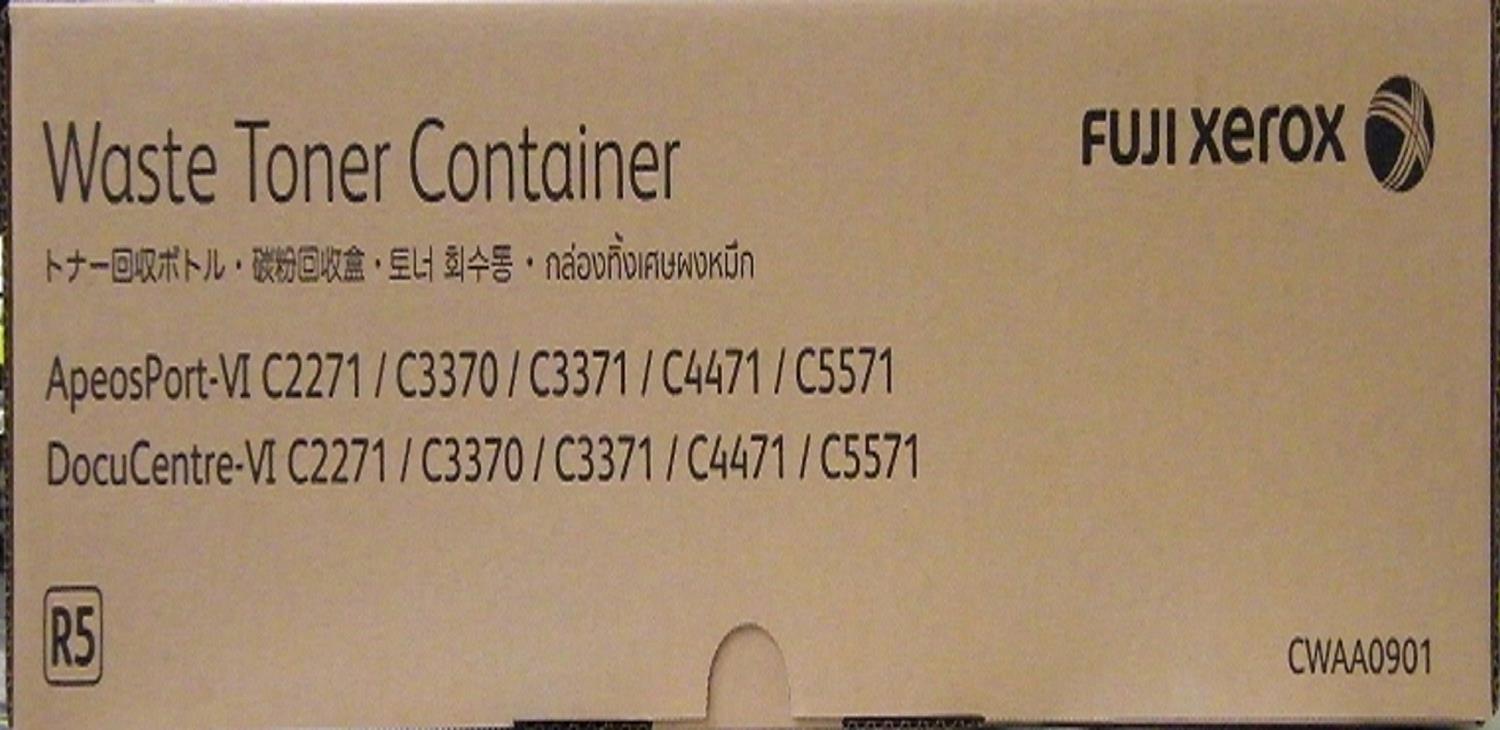 Waste Toner Container
FUJI xerox
トナー回収ボトル・碳粉回收盒・토너 회수통・กล่องทิ้งเศษผงหมึก
ApeosPort-VI C2271 / C3370 / C3371 / C4471 / C5571
DocuCentre-VI C2271 / C3370 / C3371 / C4471 / C5571
R5
CWAA0901